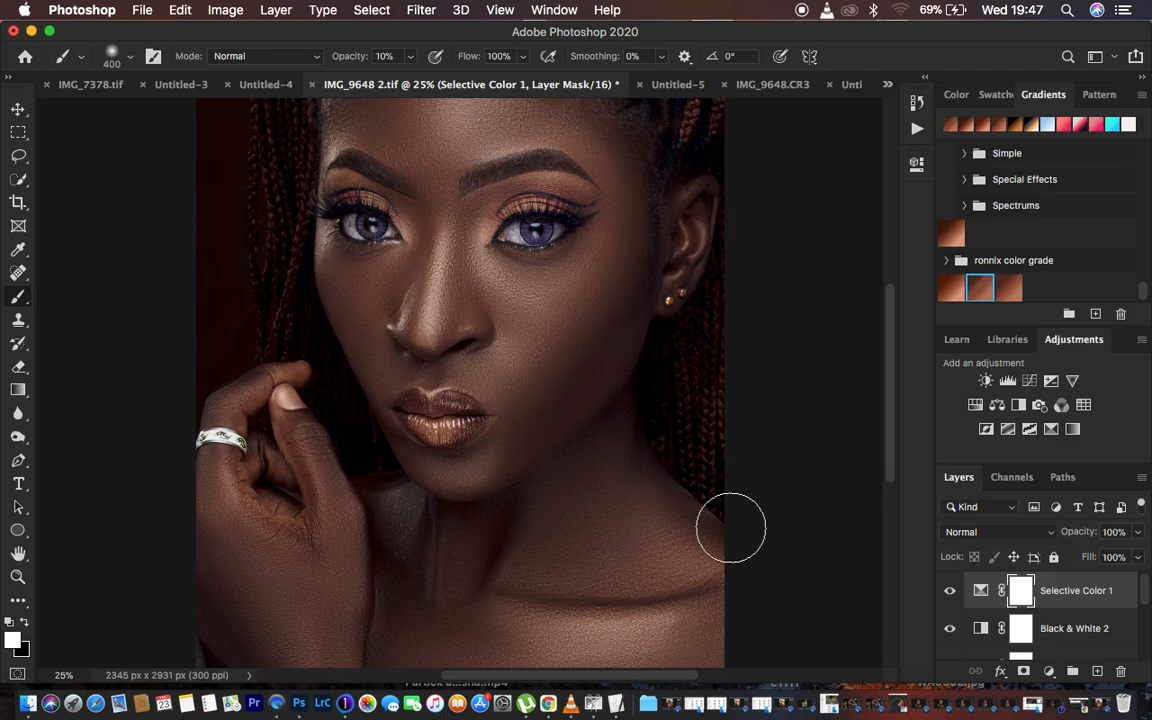 Photoshop File Edit Image Layer Type Select Filter 3D View Window Help 69% Wed 19:47
Adobe Photoshop 2020
Mode: Normal Opacity: 10% Flow: 100% Smoothing: 0% 0°
400
IMG_7378.tif Untitled-3 Untitled-4 IMG_9648 2.tif @ 25% (Selective Color 1, Layer Mask/16) * Untitled-5 IMG_9648.CR3 Unti
Color Swatche Gradients Pattern
Simple
Special Effects
Spectrums
ronnix color grade
Learn Libraries Adjustments
Add an adjustment
Layers Channels Paths
Kind
Normal Opacity: 100%
Lock: Fill: 100%
Selective Color 1
Black & White 2
25% 2345 px x 2931 px (300 ppi)